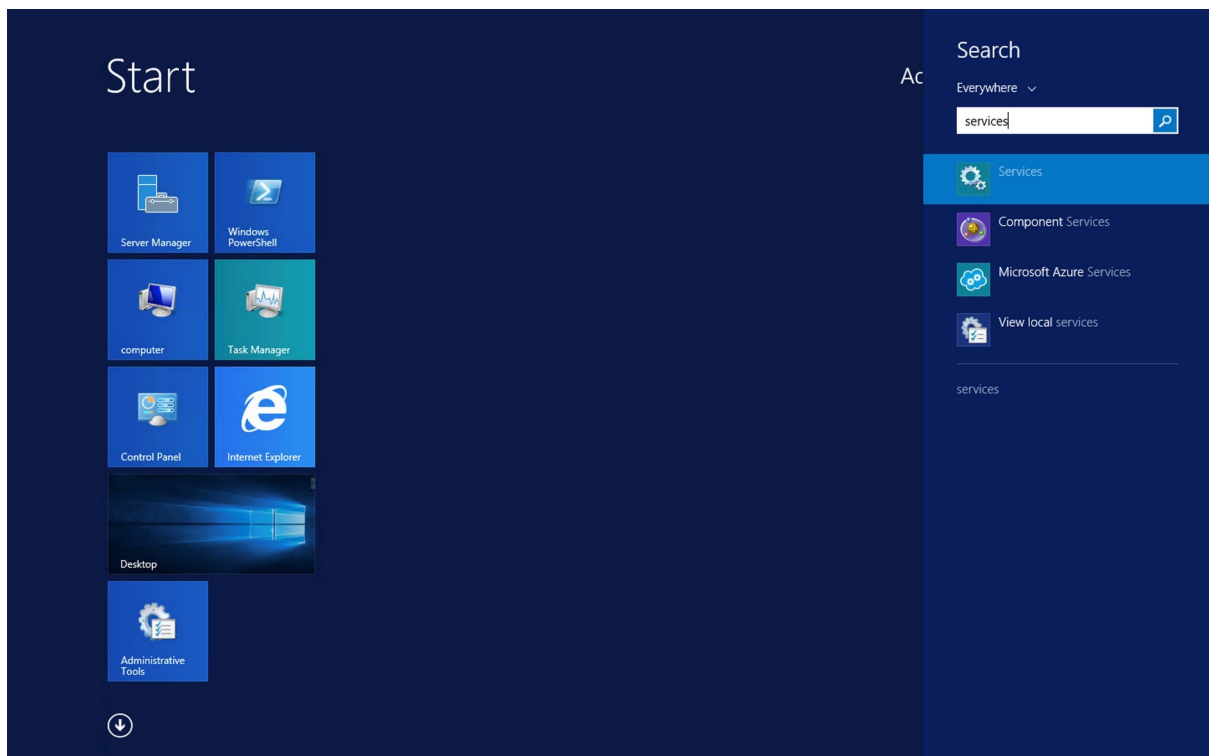 Start
Ac
Server Manager
Windows
PowerShell
computer
Task Manager
Control Panel
Internet Explorer
Desktop
Administrative
Tools
Search
Everywhere
services
Services
Component Services
Microsoft Azure Services
View local services
services